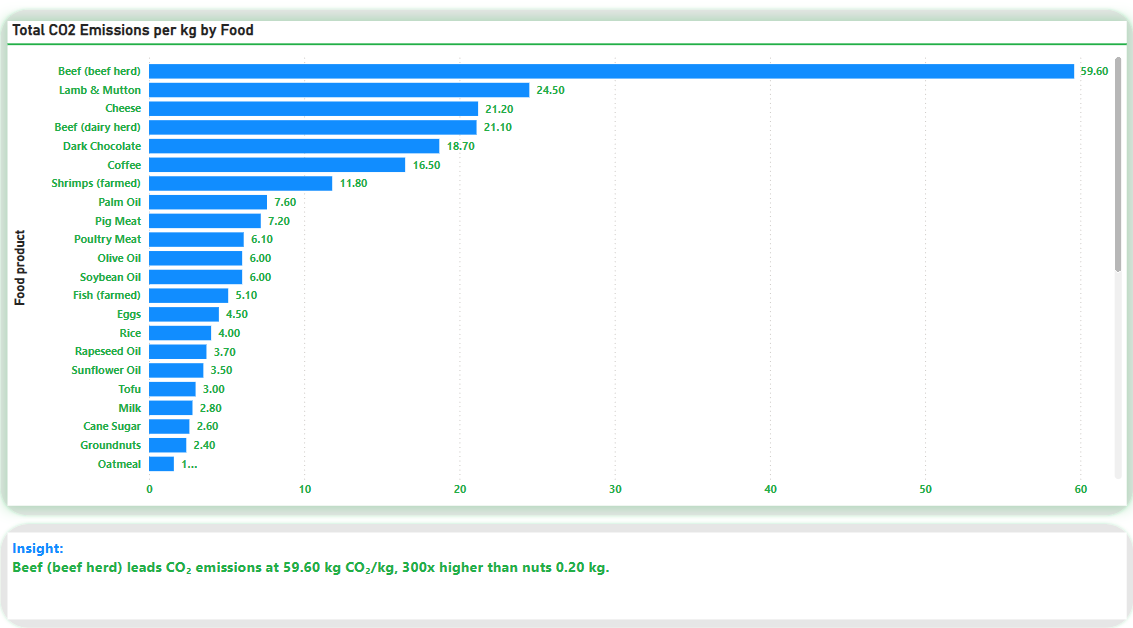 Total CO2 Emissions per kg by Food
Food product
Beef (beef herd) 59.60
Lamb & Mutton 24.50
Cheese 21.20
Beef (dairy herd) 21.10
Dark Chocolate 18.70
Coffee 16.50
Shrimps (farmed) 11.80
Palm Oil 7.60
Pig Meat 7.20
Poultry Meat 6.10
Olive Oil 6.00
Soybean Oil 6.00
Fish (farmed) 5.10
Eggs 4.50
Rice 4.00
Rapeseed Oil 3.70
Sunflower Oil 3.50
Tofu 3.00
Milk 2.80
Cane Sugar 2.60
Groundnuts 2.40
Oatmeal 1...
0 10 20 30 40 50 60
Insight:
Beef (beef herd) leads CO₂ emissions at 59.60 kg CO₂/kg, 300x higher than nuts 0.20 kg.